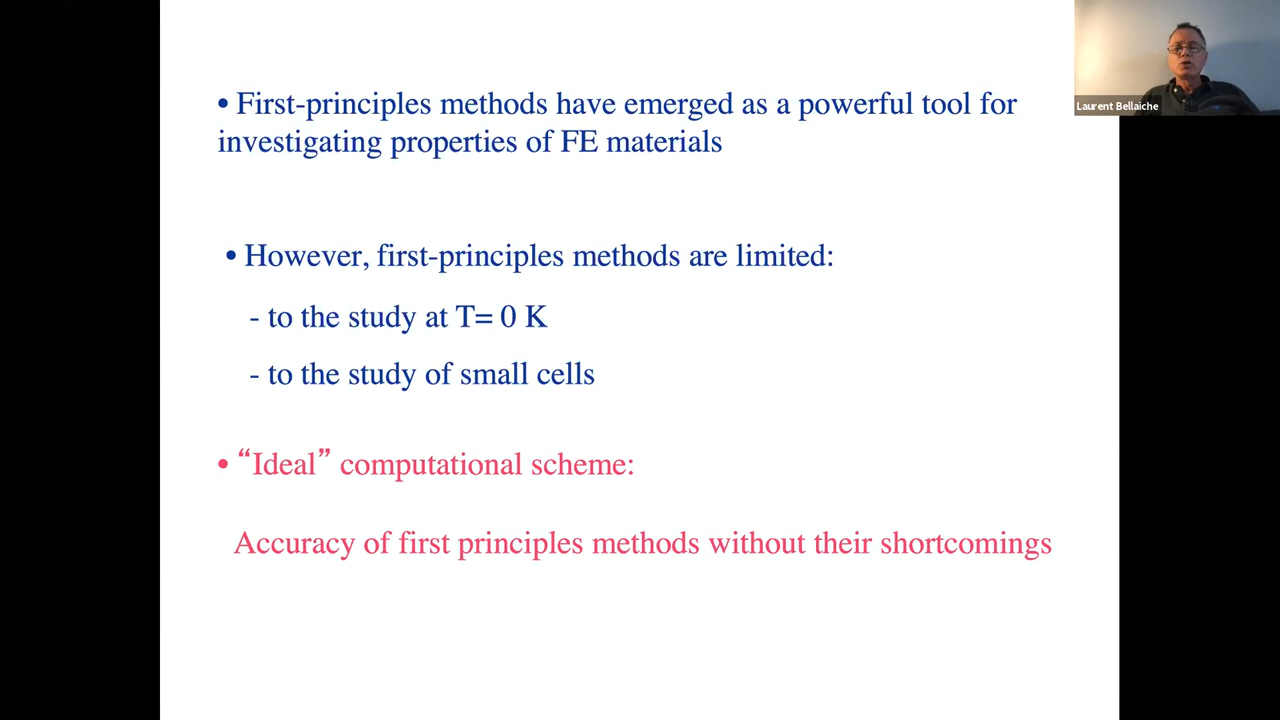 • First-principles methods have emerged as a powerful tool for
investigating properties of FE materials
• However, first-principles methods are limited:
- to the study at T= 0 K
- to the study of small cells
• “Ideal” computational scheme:
Accuracy of first principles methods without their shortcomings
Laurent Bellaiche